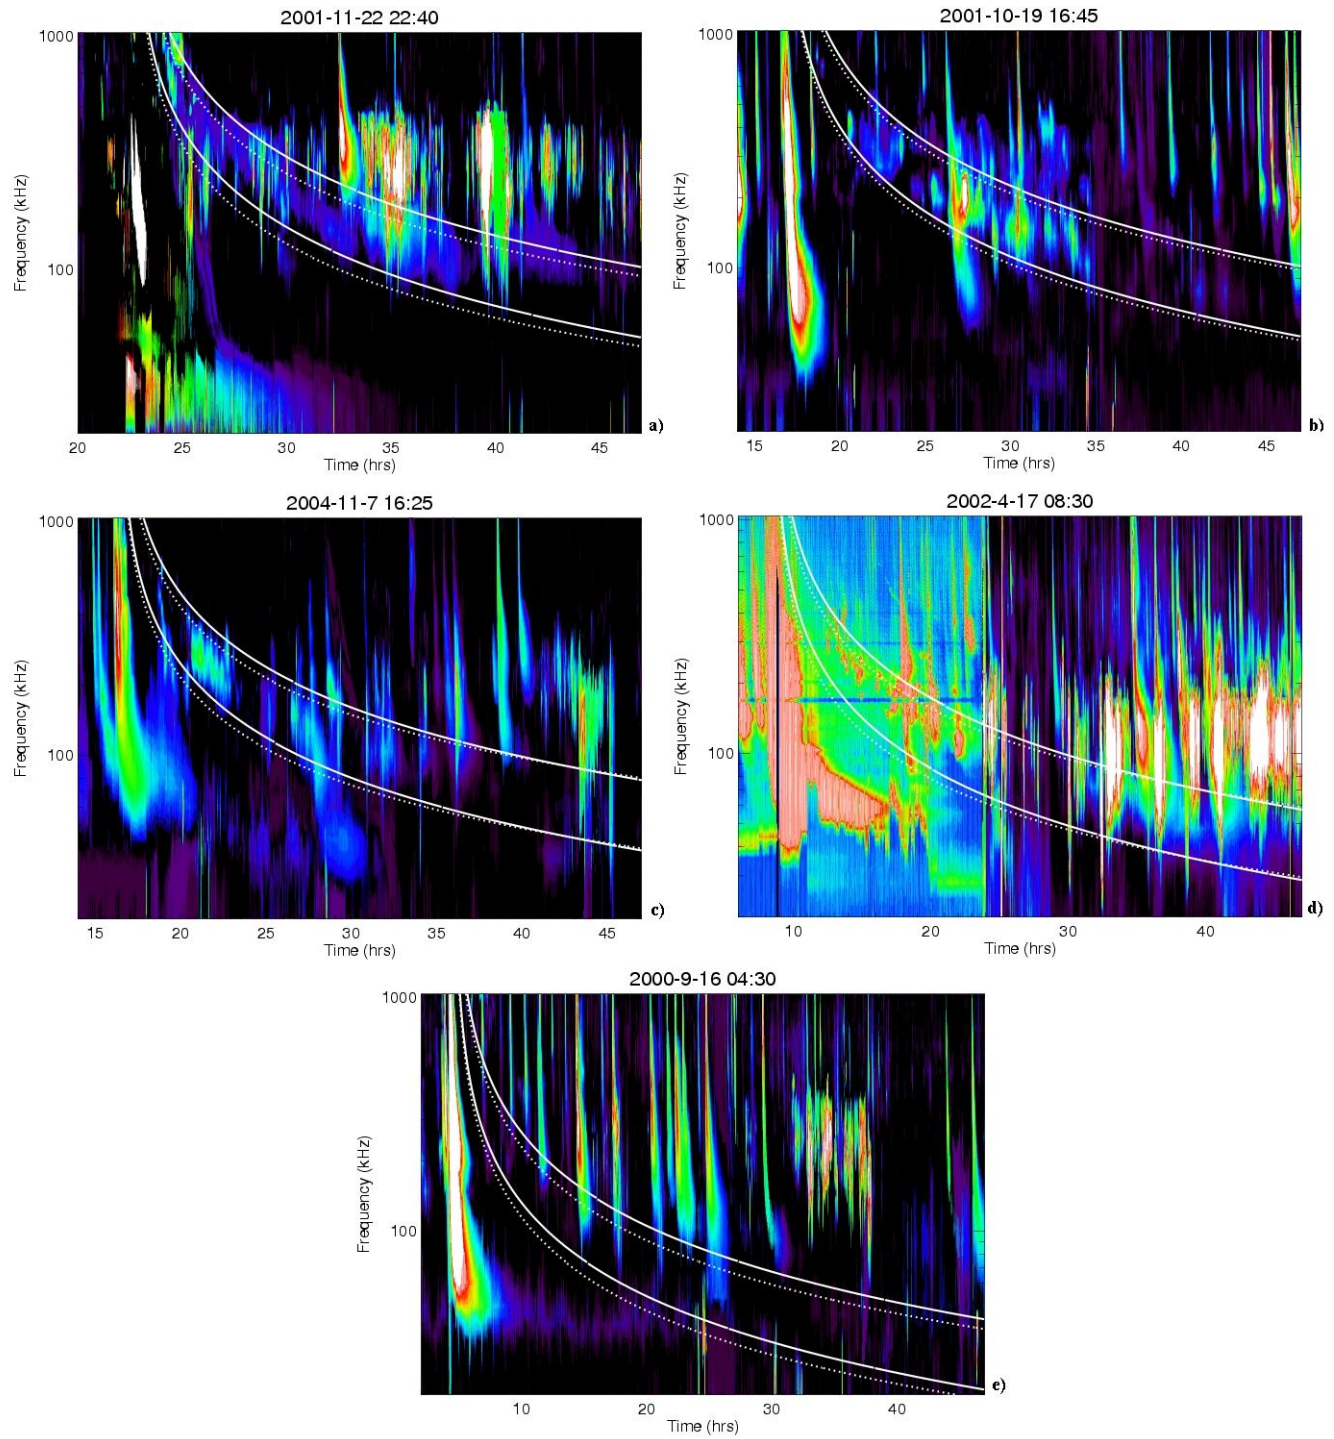 2001-11-22 22:40
1000
100
Frequency (kHz)
20 25 30 35 40 45
Time (hrs)
a)
2001-10-19 16:45
1000
100
Frequency (kHz)
15 20 25 30 35 40 45
Time (hrs)
b)
2004-11-7 16:25
1000
100
Frequency (kHz)
15 20 25 30 35 40 45
Time (hrs)
c)
2002-4-17 08:30
1000
100
Frequency (kHz)
10 20 30 40
Time (hrs)
d)
2000-9-16 04:30
1000
100
Frequency (kHz)
10 20 30 40
Time (hrs)
e)